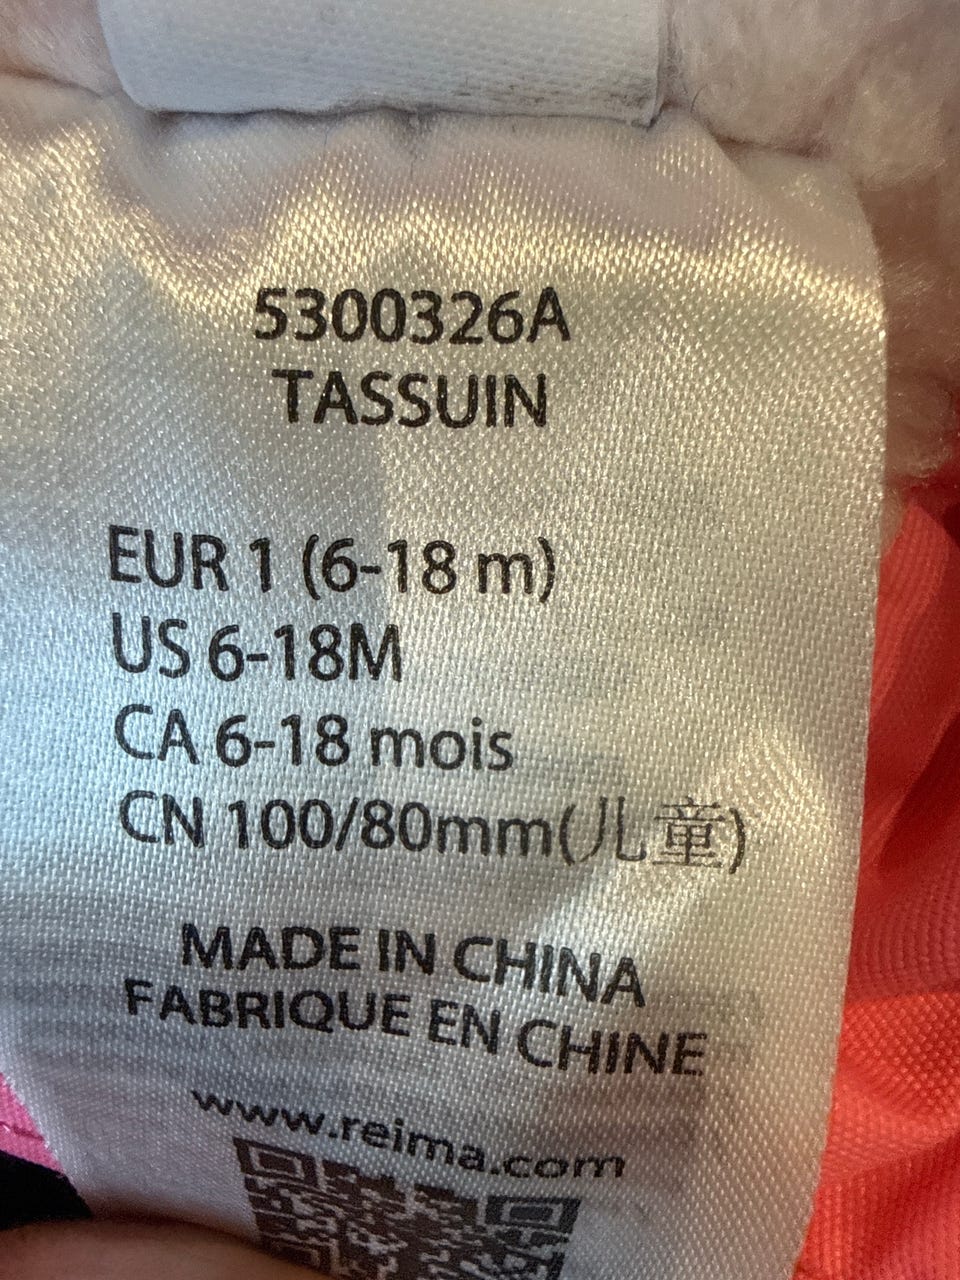 5300326A
TASSUIN
EUR 1 (6-18 m)
US 6-18M
CA 6-18 mois
CN 100/80mm(儿童)
MADE IN CHINA
FABRIQUE EN CHINE
www.reima.com